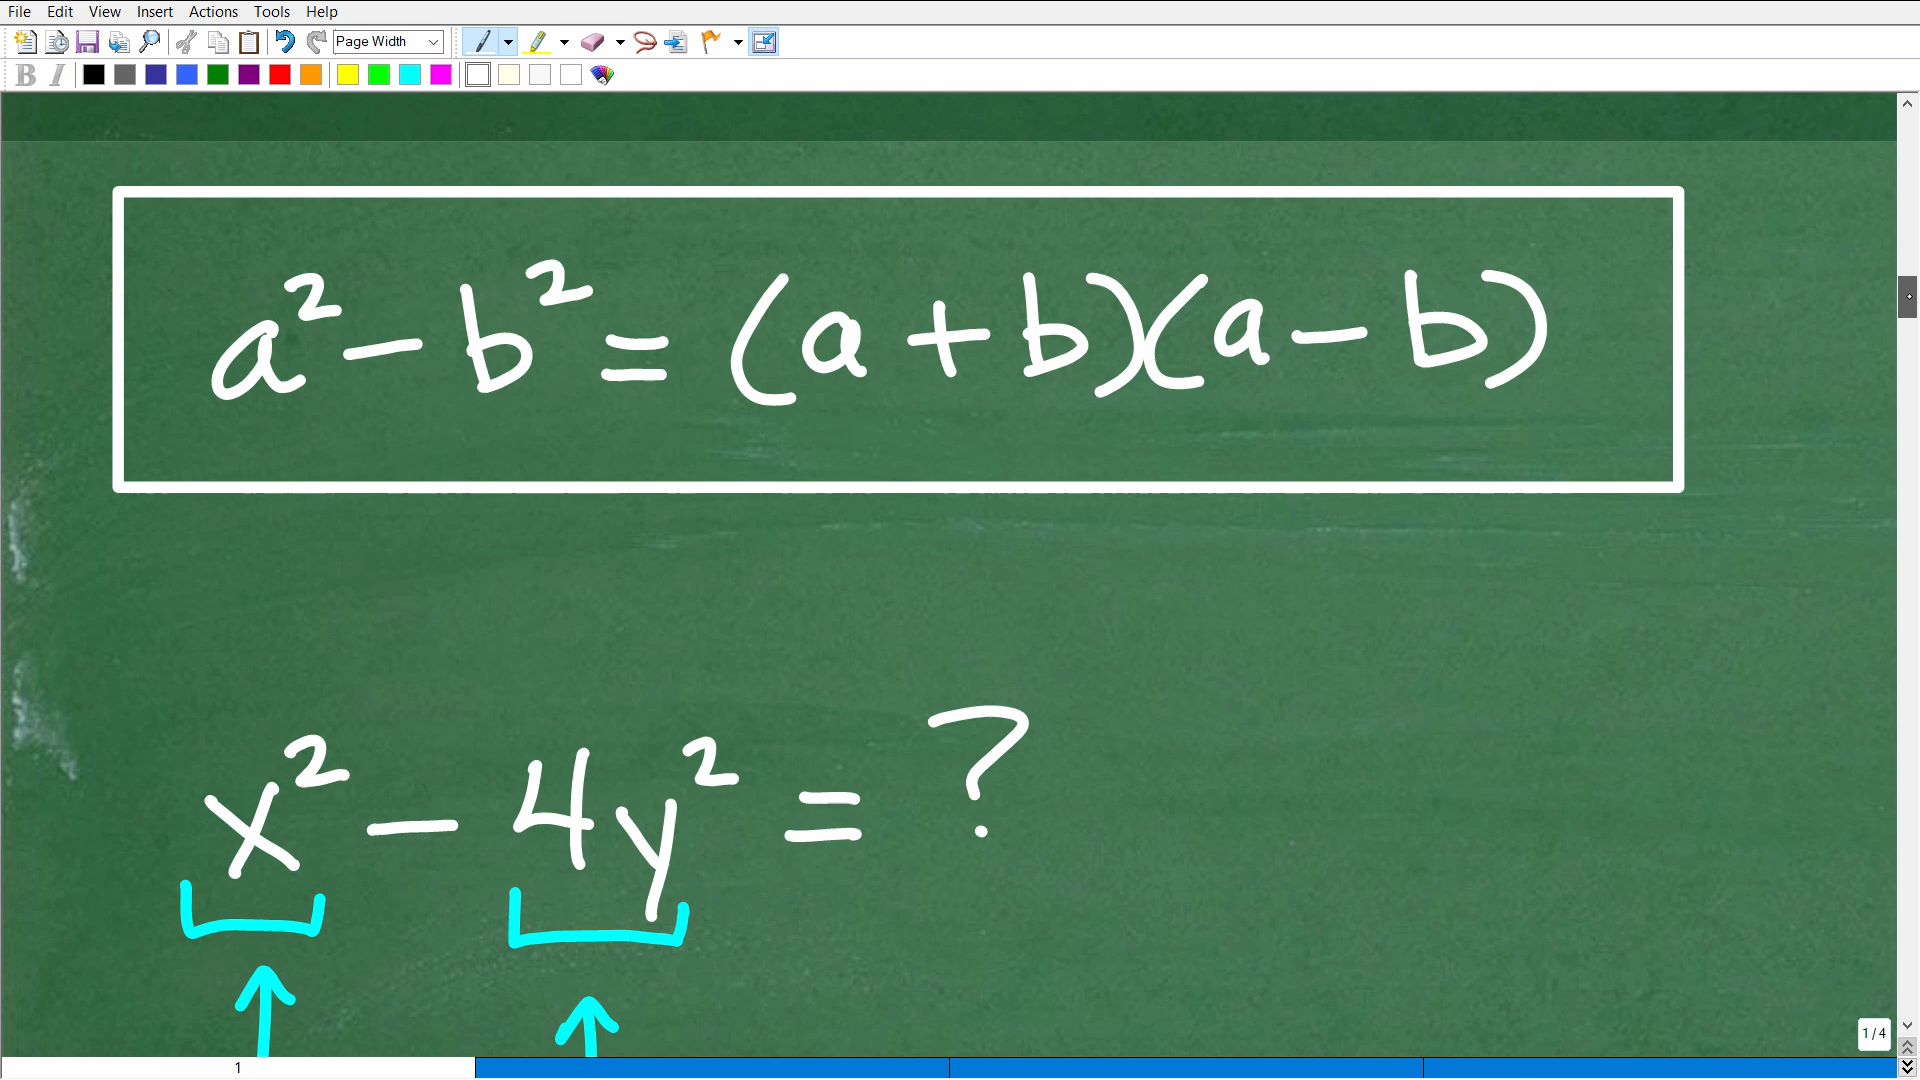 File Edit View Insert Actions Tools Help
Page Width
B I
a² - b² = (a + b)(a - b)
x² - 4y² = ?
1 / 4
1